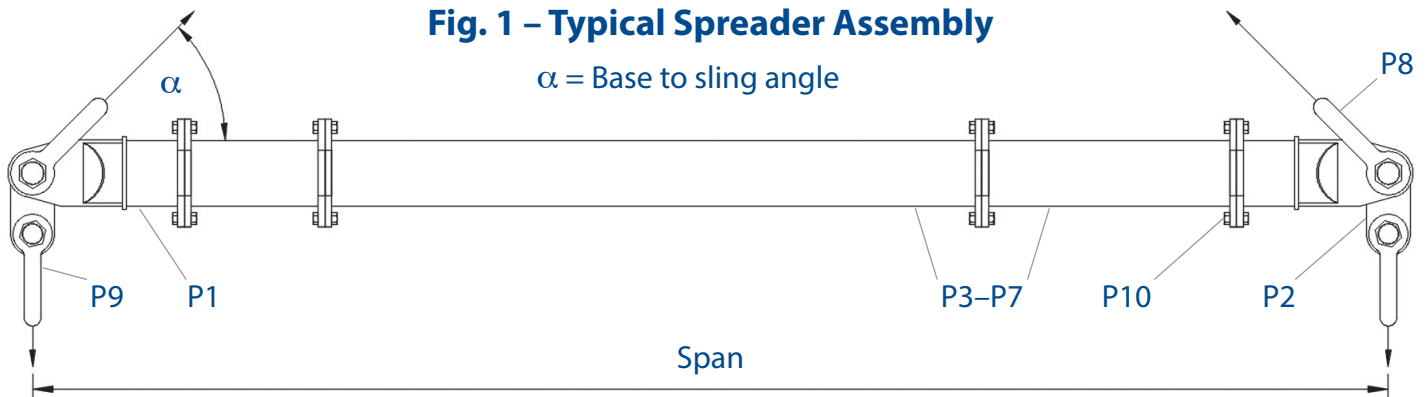 Fig. 1 – Typical Spreader Assembly
α = Base to sling angle
α
P8
P9
P1
P3–P7
P10
P2
Span